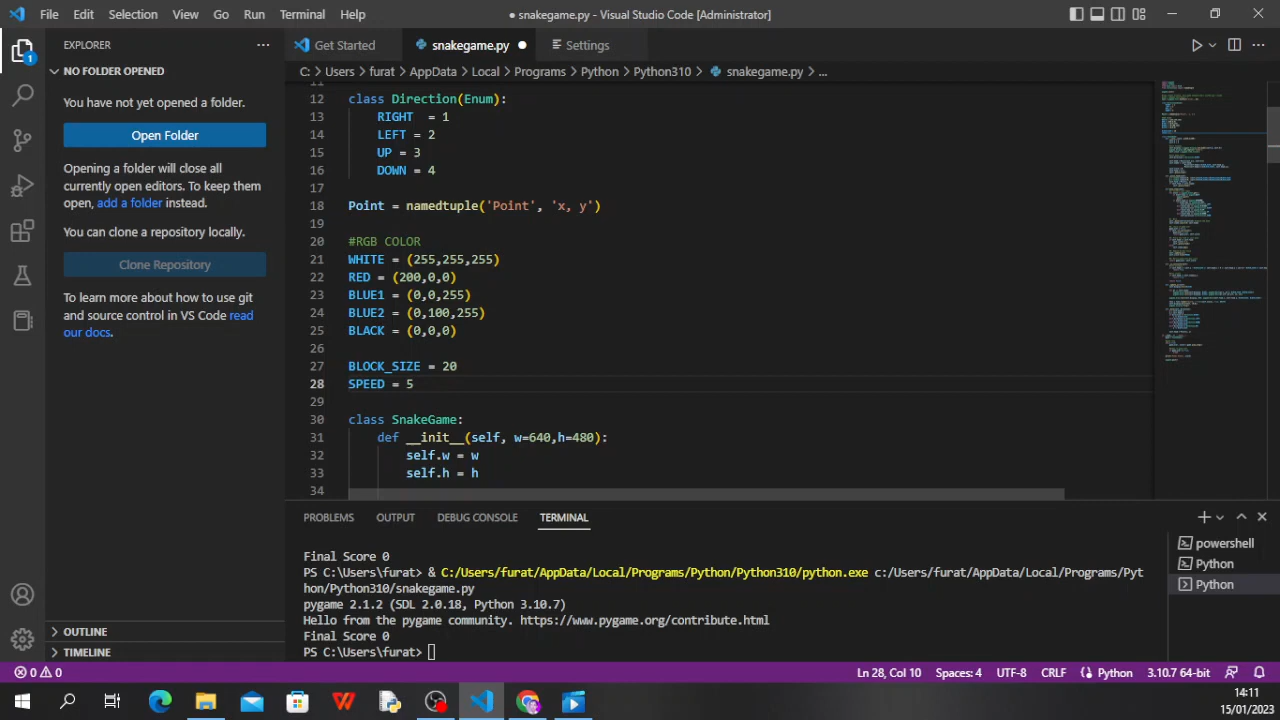 File Edit Selection View Go Run Terminal Help
● snakegame.py - Visual Studio Code [Administrator]
EXPLORER
Get Started
snakegame.py
Settings
NO FOLDER OPENED
C: > Users > furat > AppData > Local > Programs > Python > Python310 > snakegame.py > ...
You have not yet opened a folder.
Open Folder
Opening a folder will close all
currently open editors. To keep them
open, add a folder instead.
You can clone a repository locally.
Clone Repository
To learn more about how to use git
and source control in VS Code read
our docs.
OUTLINE
TIMELINE
1
11
12 class Direction(Enum):
13 RIGHT = 1
14 LEFT = 2
15 UP = 3
16 DOWN = 4
17
18 Point = namedtuple('Point', 'x, y')
19
20 #RGB COLOR
21 WHITE = (255,255,255)
22 RED = (200,0,0)
23 BLUE1 = (0,0,255)
24 BLUE2 = (0,100,255)
25 BLACK = (0,0,0)
26
27 BLOCK_SIZE = 20
28 SPEED = 5
29
30 class SnakeGame:
31 def __init__(self, w=640,h=480):
32 self.w = w
33 self.h = h
34
PROBLEMS OUTPUT DEBUG CONSOLE TERMINAL
Final Score 0
PS C:\Users\furat> & C:/Users/furat/AppData/Local/Programs/Python/Python310/python.exe c:/Users/furat/AppData/Local/Programs/Pyt
hon/Python310/snakegame.py
pygame 2.1.2 (SDL 2.0.18, Python 3.10.7)
Hello from the pygame community. https://www.pygame.org/contribute.html
Final Score 0
PS C:\Users\furat>
powershell
Python
Python
0 0
Ln 28, Col 10 Spaces: 4 UTF-8 CRLF Python 3.10.7 64-bit
14:11
15/01/2023